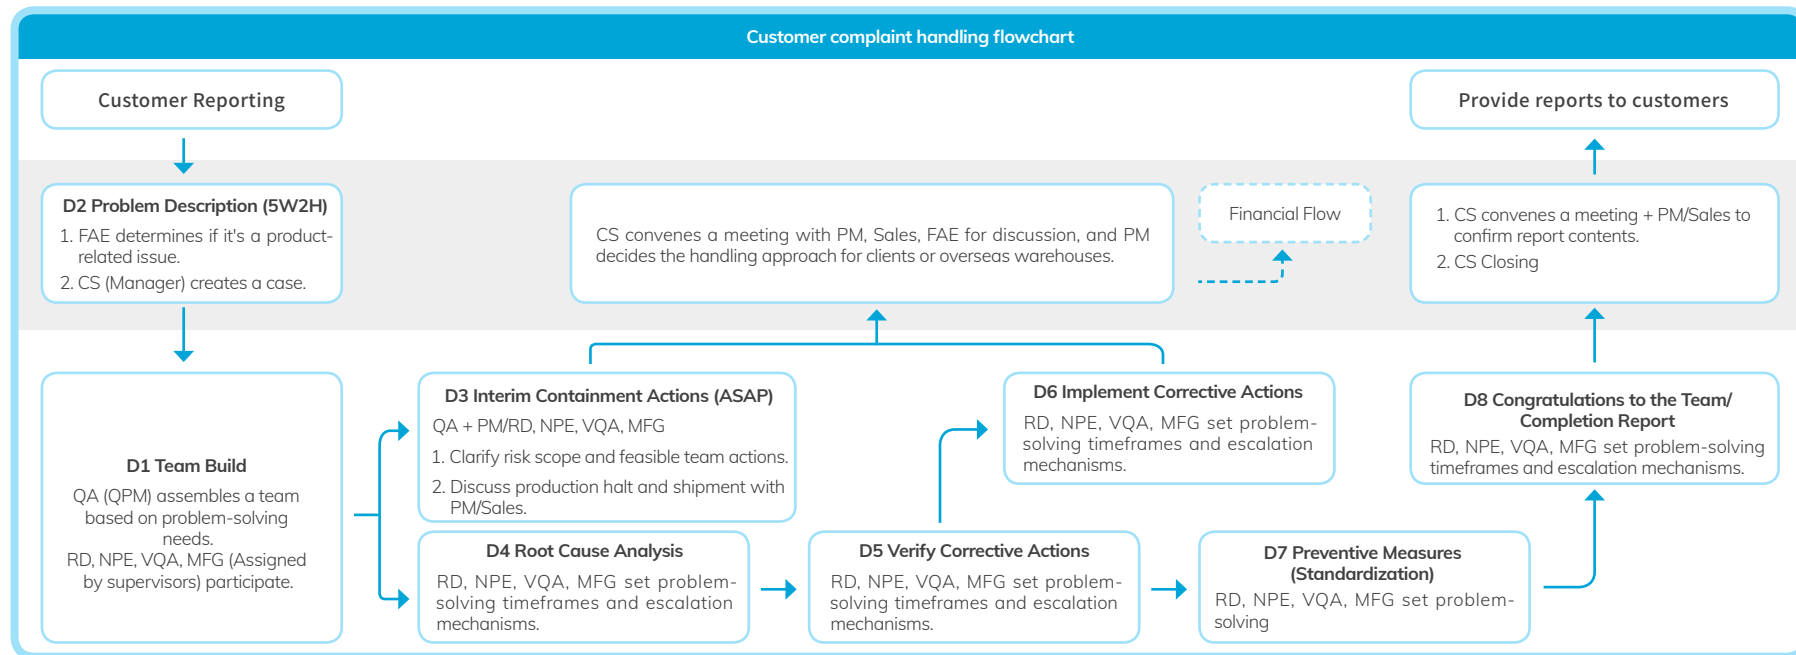 Customer complaint handling flowchart
Customer Reporting
Provide reports to customers
D2 Problem Description (5W2H)
1. FAE determines if it's a product-
related issue.
2. CS (Manager) creates a case.
CS convenes a meeting with PM, Sales, FAE for discussion, and PM
decides the handling approach for clients or overseas warehouses.
Financial Flow
1. CS convenes a meeting + PM/Sales to
confirm report contents.
2. CS Closing
D1 Team Build
QA (QPM) assembles a team
based on problem-solving
needs.
RD, NPE, VQA, MFG (Assigned
by supervisors) participate.
D3 Interim Containment Actions (ASAP)
QA + PM/RD, NPE, VQA, MFG
1. Clarify risk scope and feasible team actions.
2. Discuss production halt and shipment with
PM/Sales.
D4 Root Cause Analysis
RD, NPE, VQA, MFG set problem-
solving timeframes and escalation
mechanisms.
D5 Verify Corrective Actions
RD, NPE, VQA, MFG set problem-
solving timeframes and escalation
mechanisms.
D6 Implement Corrective Actions
RD, NPE, VQA, MFG set problem-
solving timeframes and escalation
mechanisms.
D7 Preventive Measures
(Standardization)
RD, NPE, VQA, MFG set problem-
solving
D8 Congratulations to the Team/
Completion Report
RD, NPE, VQA, MFG set problem-solving
timeframes and escalation mechanisms.